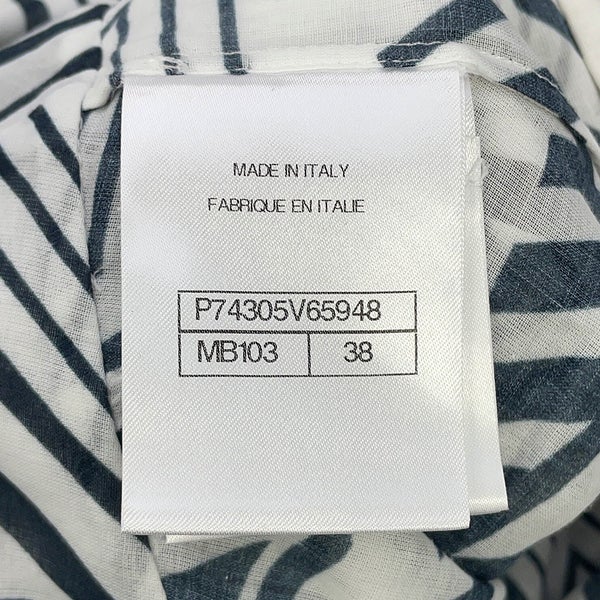 MADE IN ITALY
FABRIQUE EN ITALIE
P74305V65948
MB103 38